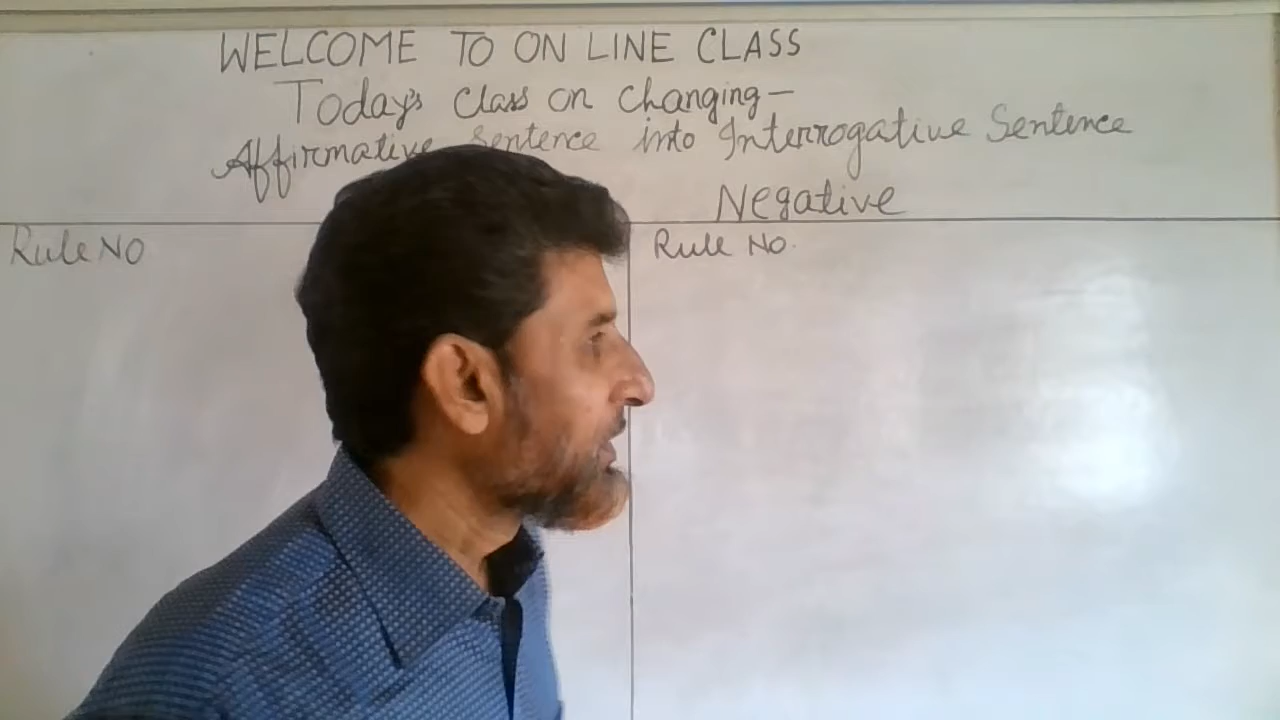 WELCOME TO ON LINE CLASS
Today's Class on Changing—
Affirmative Sentence into Interrogative Sentence
Negative
Rule NO
Rule No.